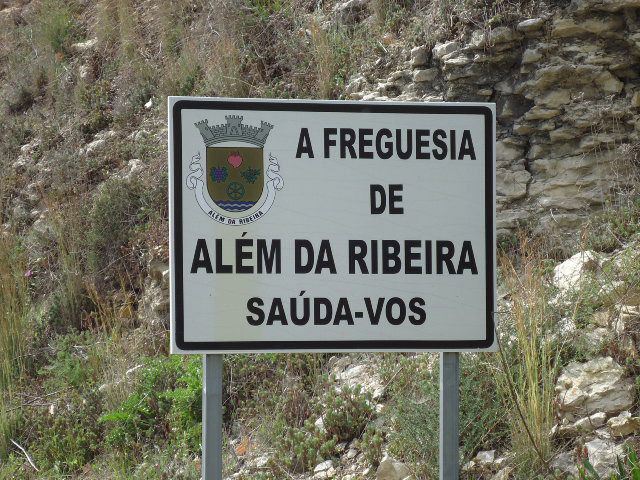 A FREGUESIA
DE
ALÉM DA RIBEIRA
SAÚDA-VOS
ALÉM DA RIBEIRA